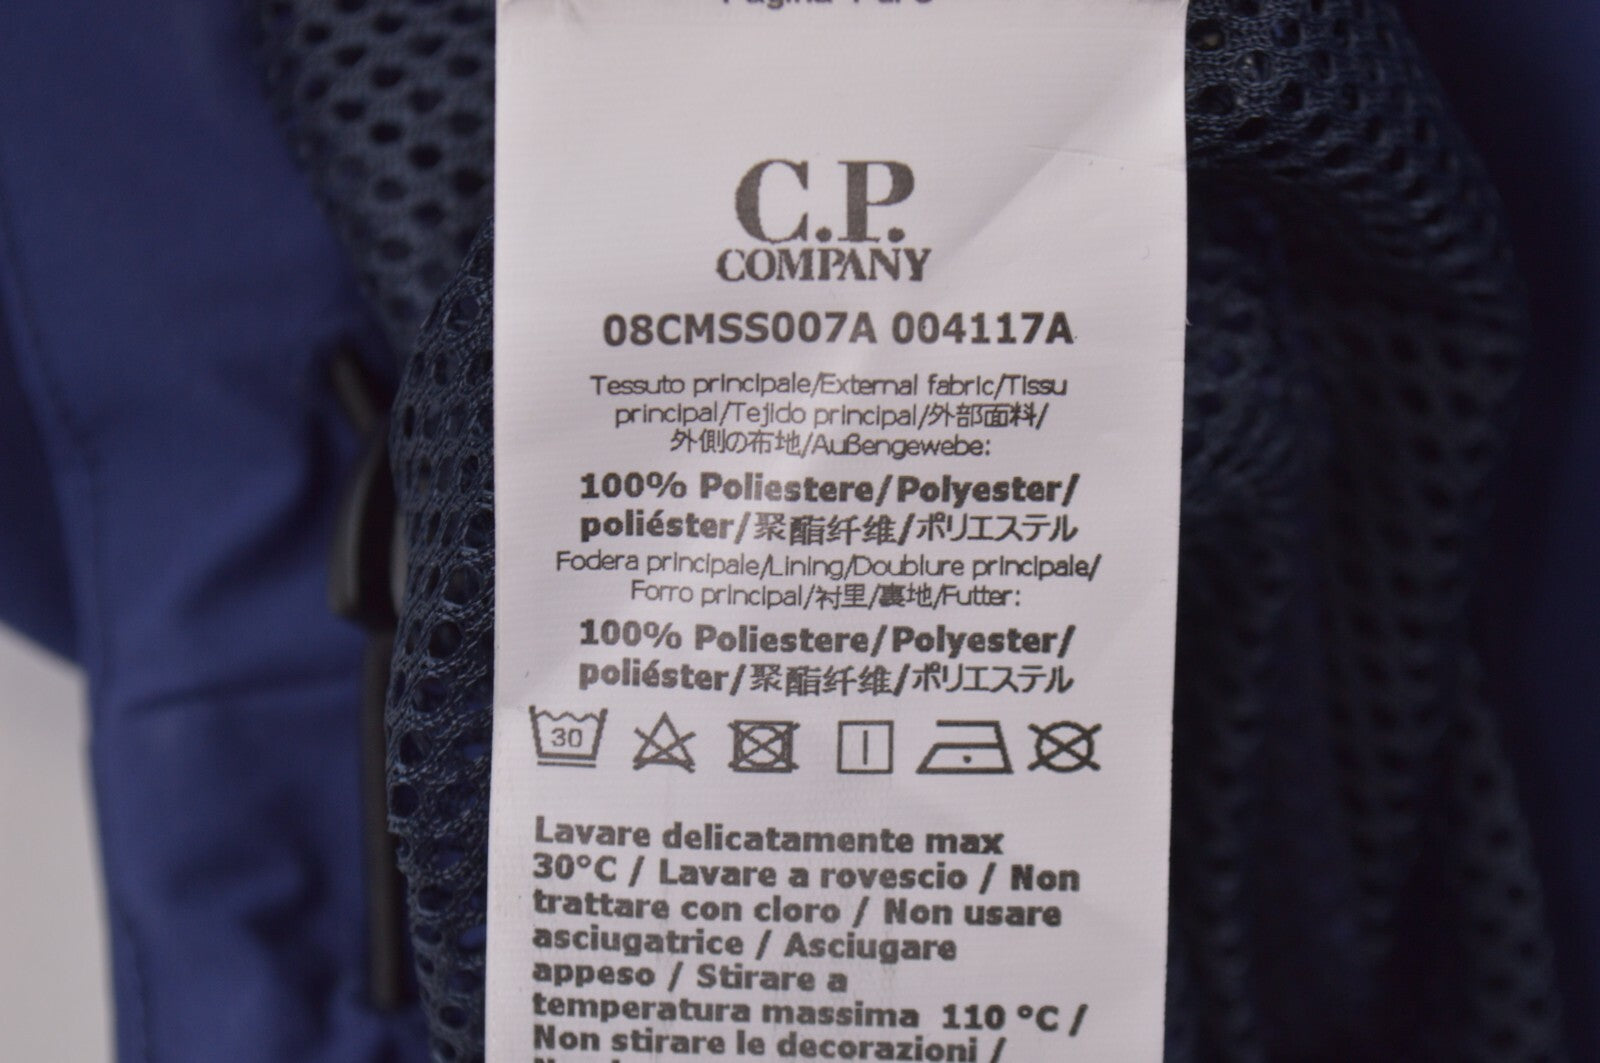 C.P.
COMPANY
08CMSS007A 004117A
Tessuto principale/External fabric/Tissu
principal/Tejido principal/外部面料/
外側の布地/Außengewebe:
100% Poliestere/Polyester/
poliéster/聚酯纤维/ポリエステル
Fodera principale/Lining/Doublure principale/
Forro principal/衬里/裏地/Futter:
100% Poliestere/Polyester/
poliéster/聚酯纤维/ポリエステル
30
Lavare delicatamente max
30°C / Lavare a rovescio / Non
trattare con cloro / Non usare
asciugatrice / Asciugare
appeso / Stirare a
temperatura massima 110 °C /
Non stirare le decorazioni /